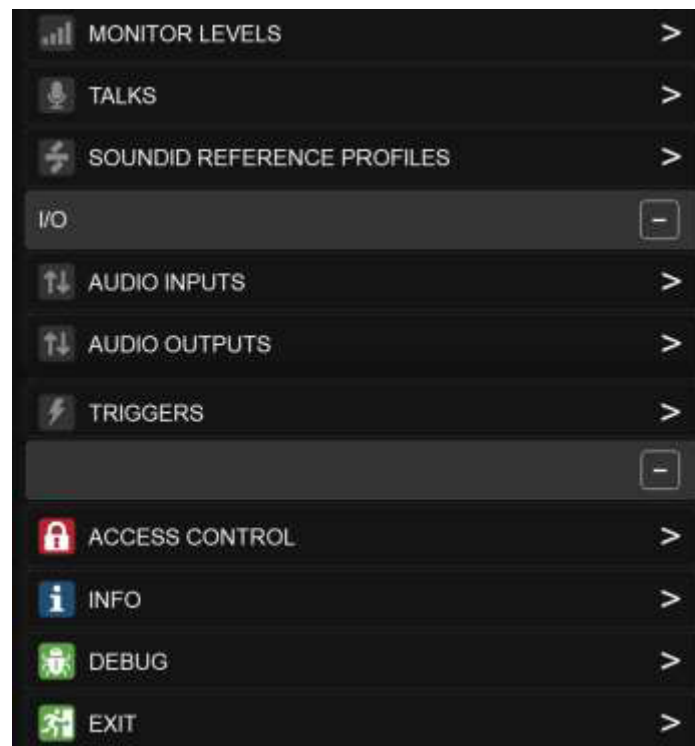 MONITOR LEVELS >
TALKS >
SOUNDID REFERENCE PROFILES >
I/O -
AUDIO INPUTS >
AUDIO OUTPUTS >
TRIGGERS >
-
ACCESS CONTROL >
INFO >
DEBUG >
EXIT >